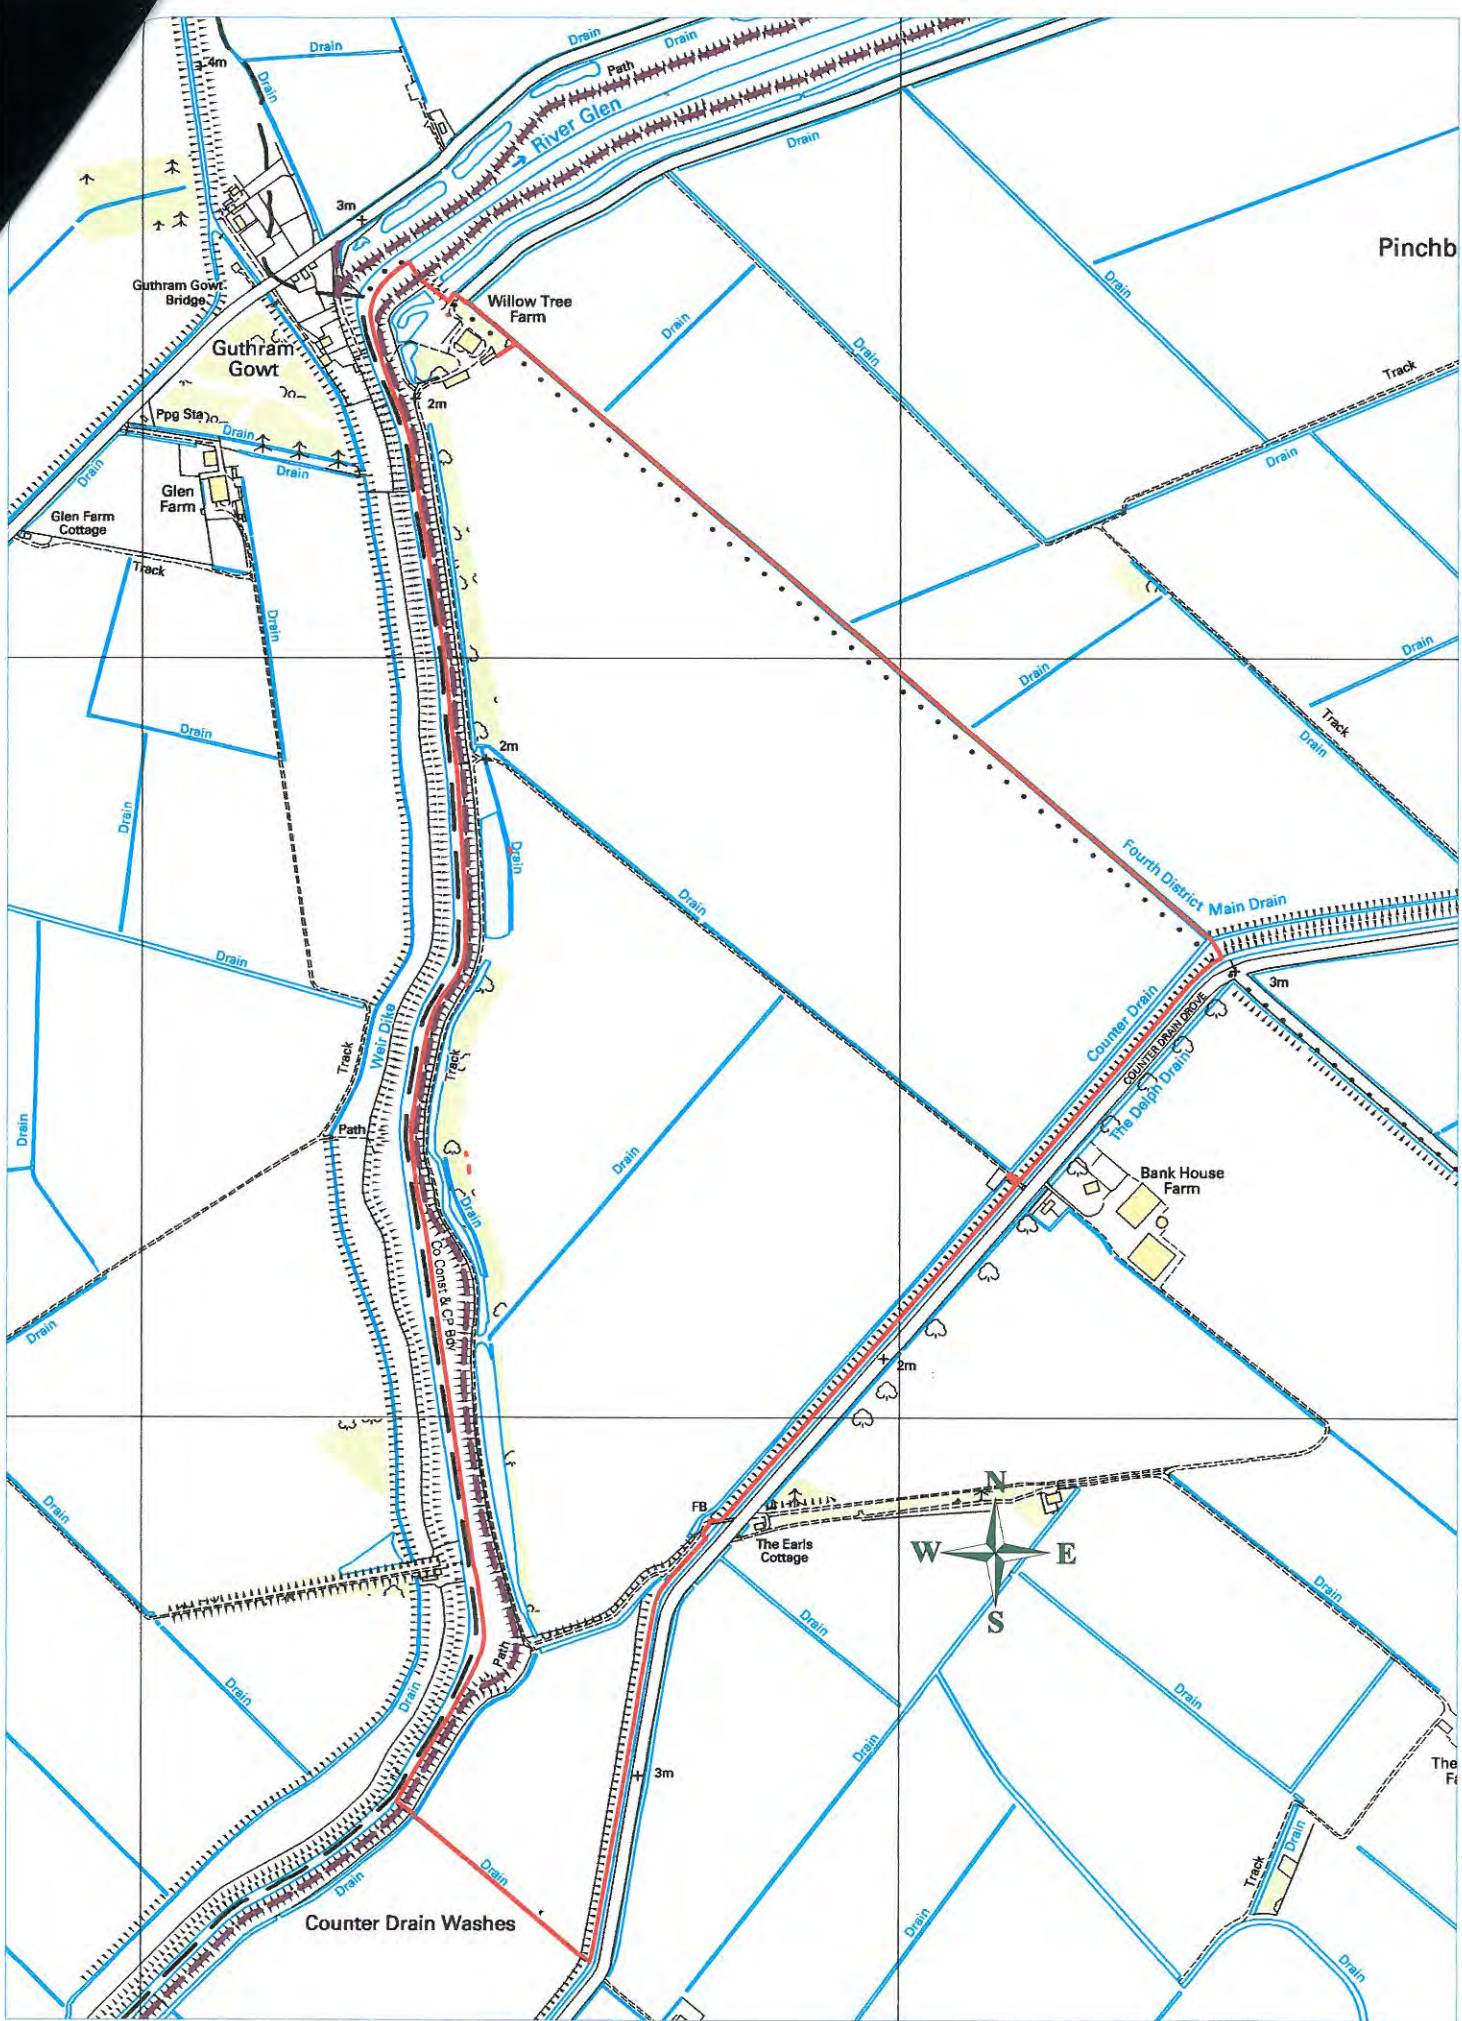 Drain
Drain
Drain
4m
Path
Drain
River Glen
Drain
3m
Pinchb
Drain
Guthram Gowt
Bridge
Willow Tree
Farm
Drain
Guthram
Gowt
Drain
Track
2m
Ppg Sta
Drain
Drain
Drain
Drain
Glen
Farm
Glen Farm
Cottage
Track
Drain
Drain
Drain
Track
Drain
Drain
2m
Drain
Drain
Fourth District
Drain
Main Drain
Drain
3m
Counter Drain
COUNTER DRAIN DROVE
Weir Dike
Track
Track
The Delph Drain
Drain
Path
Drain
Bank House
Farm
Drain
Co Const & CP Bdy
Drain
2m
N
Drain
FB
The Earls
Cottage
W
E
S
Drain
Drain
Path
Drain
Drain
Drain
Drain
3m
The
Fa
Drain
Drain
Track
Drain
Counter Drain Washes
Drain
Drain